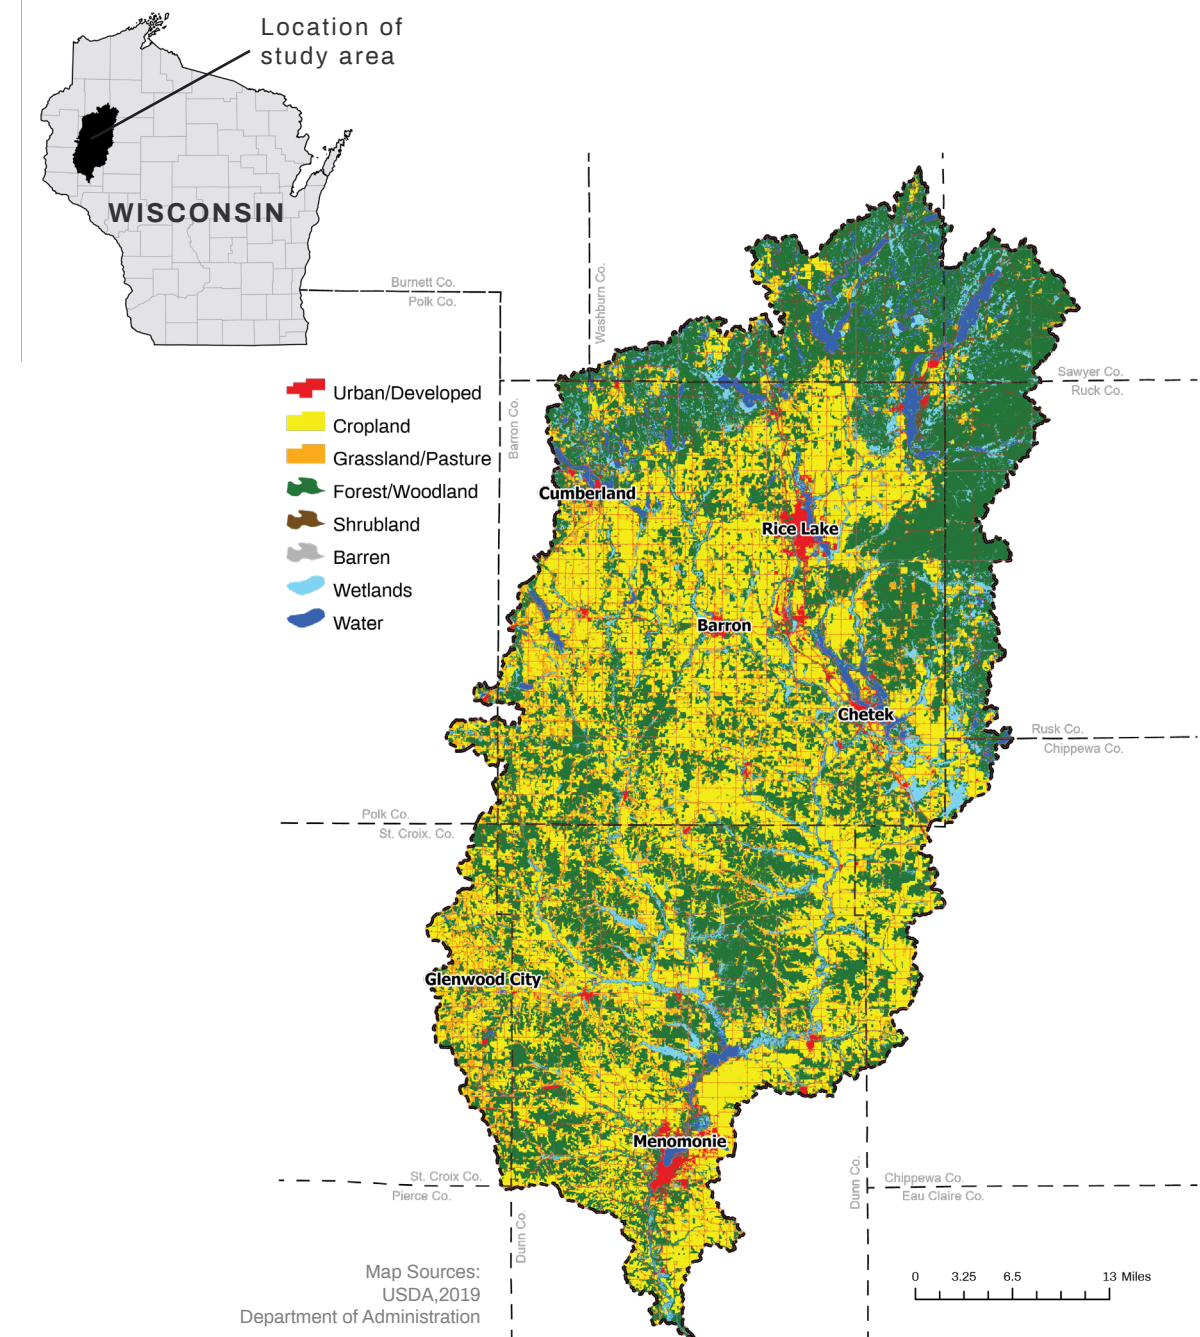 Location of
study area
WISCONSIN
Burnett Co.
Polk Co.
Washburn Co.
Sawyer Co.
Ruck Co.
Barron Co.
Urban/Developed
Cropland
Grassland/Pasture
Forest/Woodland
Shrubland
Barren
Wetlands
Water
Cumberland
Rice Lake
Barron
Chetek
Rusk Co.
Chippewa Co.
Polk Co.
St. Croix. Co.
Glenwood City
Menomonie
St. Croix Co.
Pierce Co.
Dunn Co.
Dunn Co.
Chippewa Co.
Eau Claire Co.
Map Sources:
USDA,2019
Department of Administration
0 3.25 6.5 13 Miles